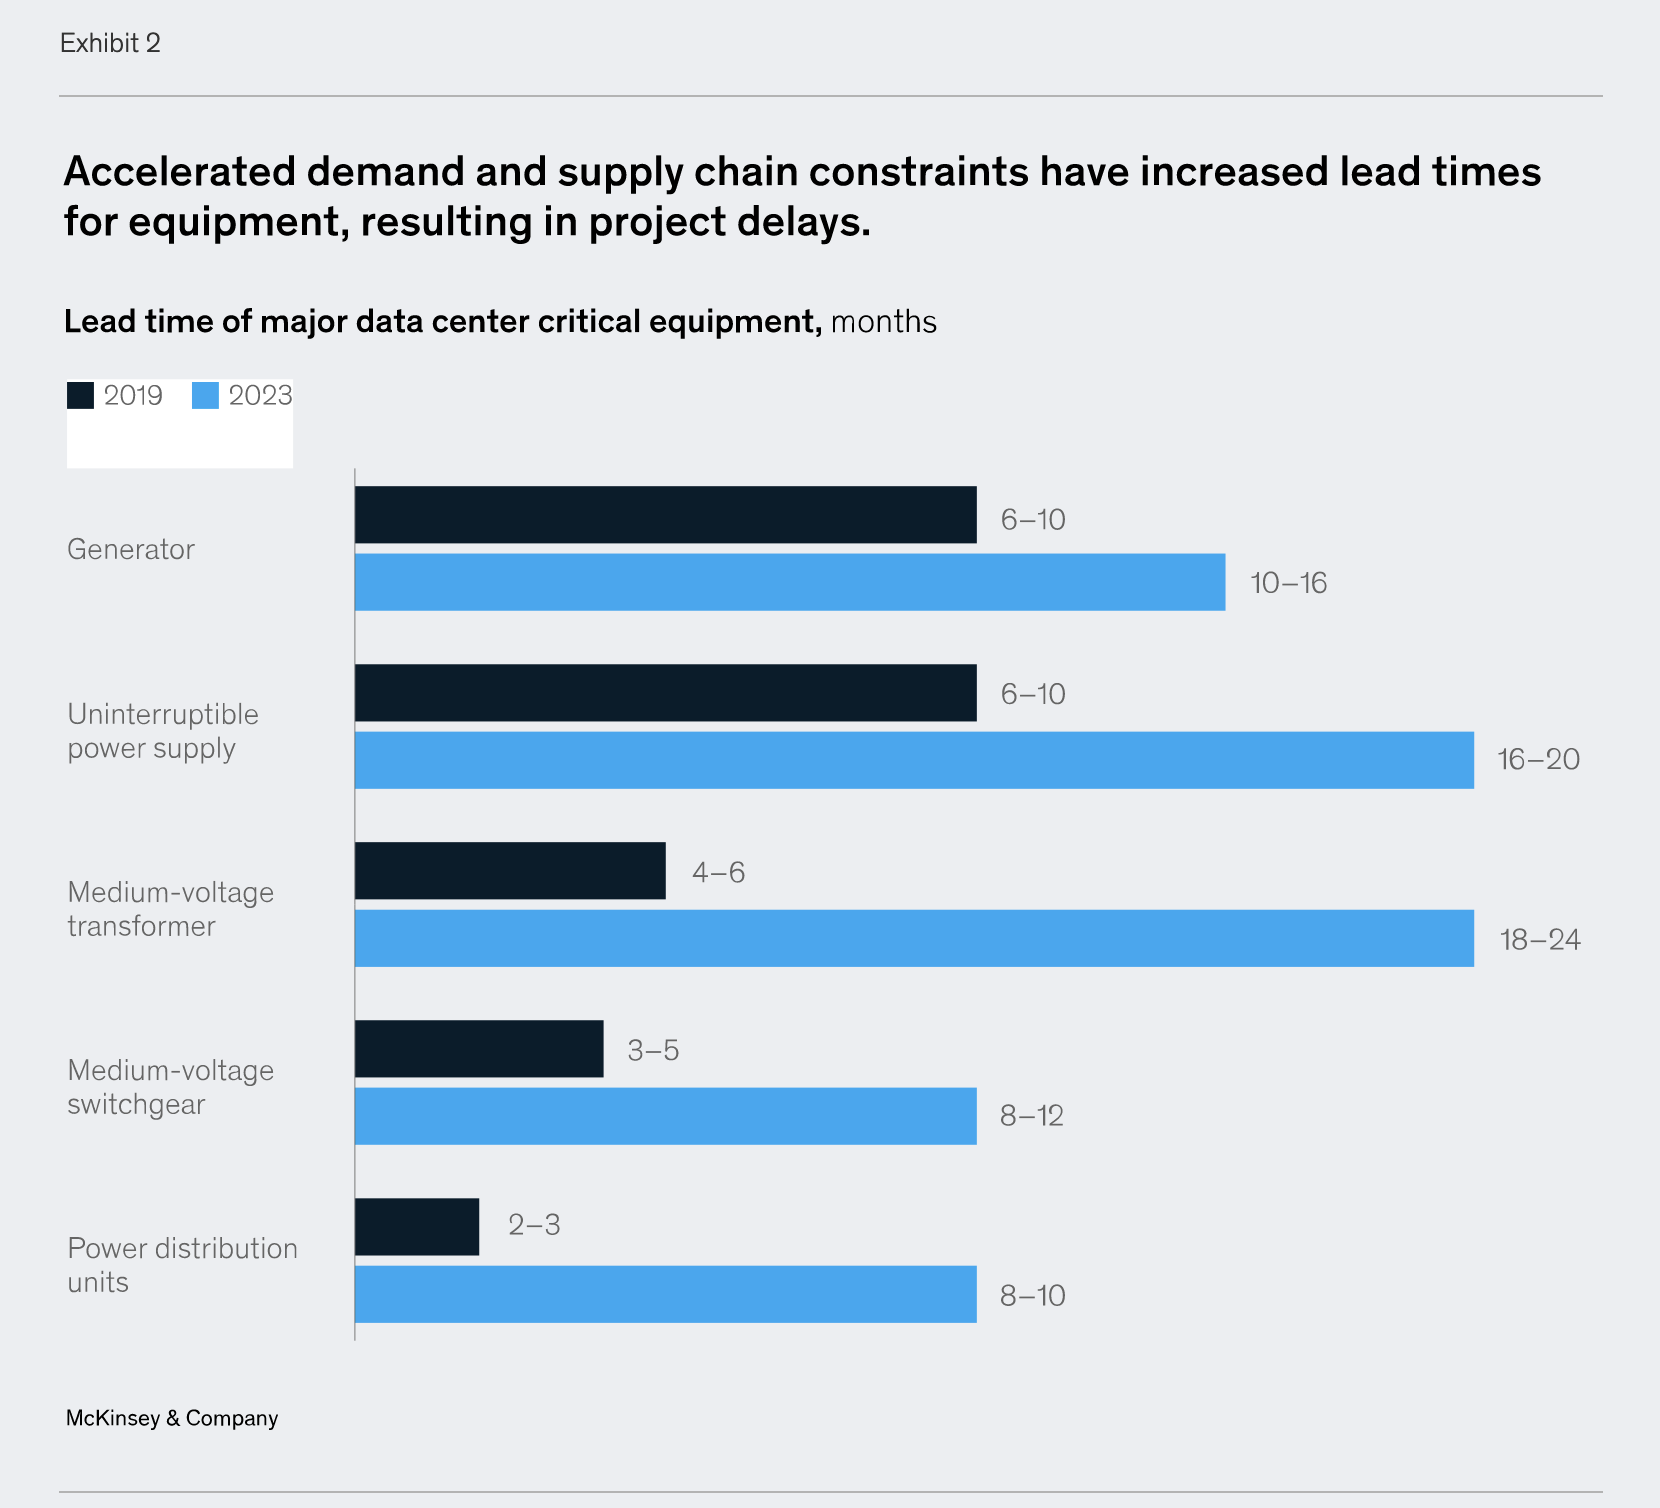 Exhibit 2
Accelerated demand and supply chain constraints have increased lead times
for equipment, resulting in project delays.
Lead time of major data center critical equipment, months
2019 2023
Generator
6–10
10–16
Uninterruptible
power supply
6–10
16–20
Medium-voltage
transformer
4–6
18–24
Medium-voltage
switchgear
3–5
8–12
Power distribution
units
2–3
8–10
McKinsey & Company